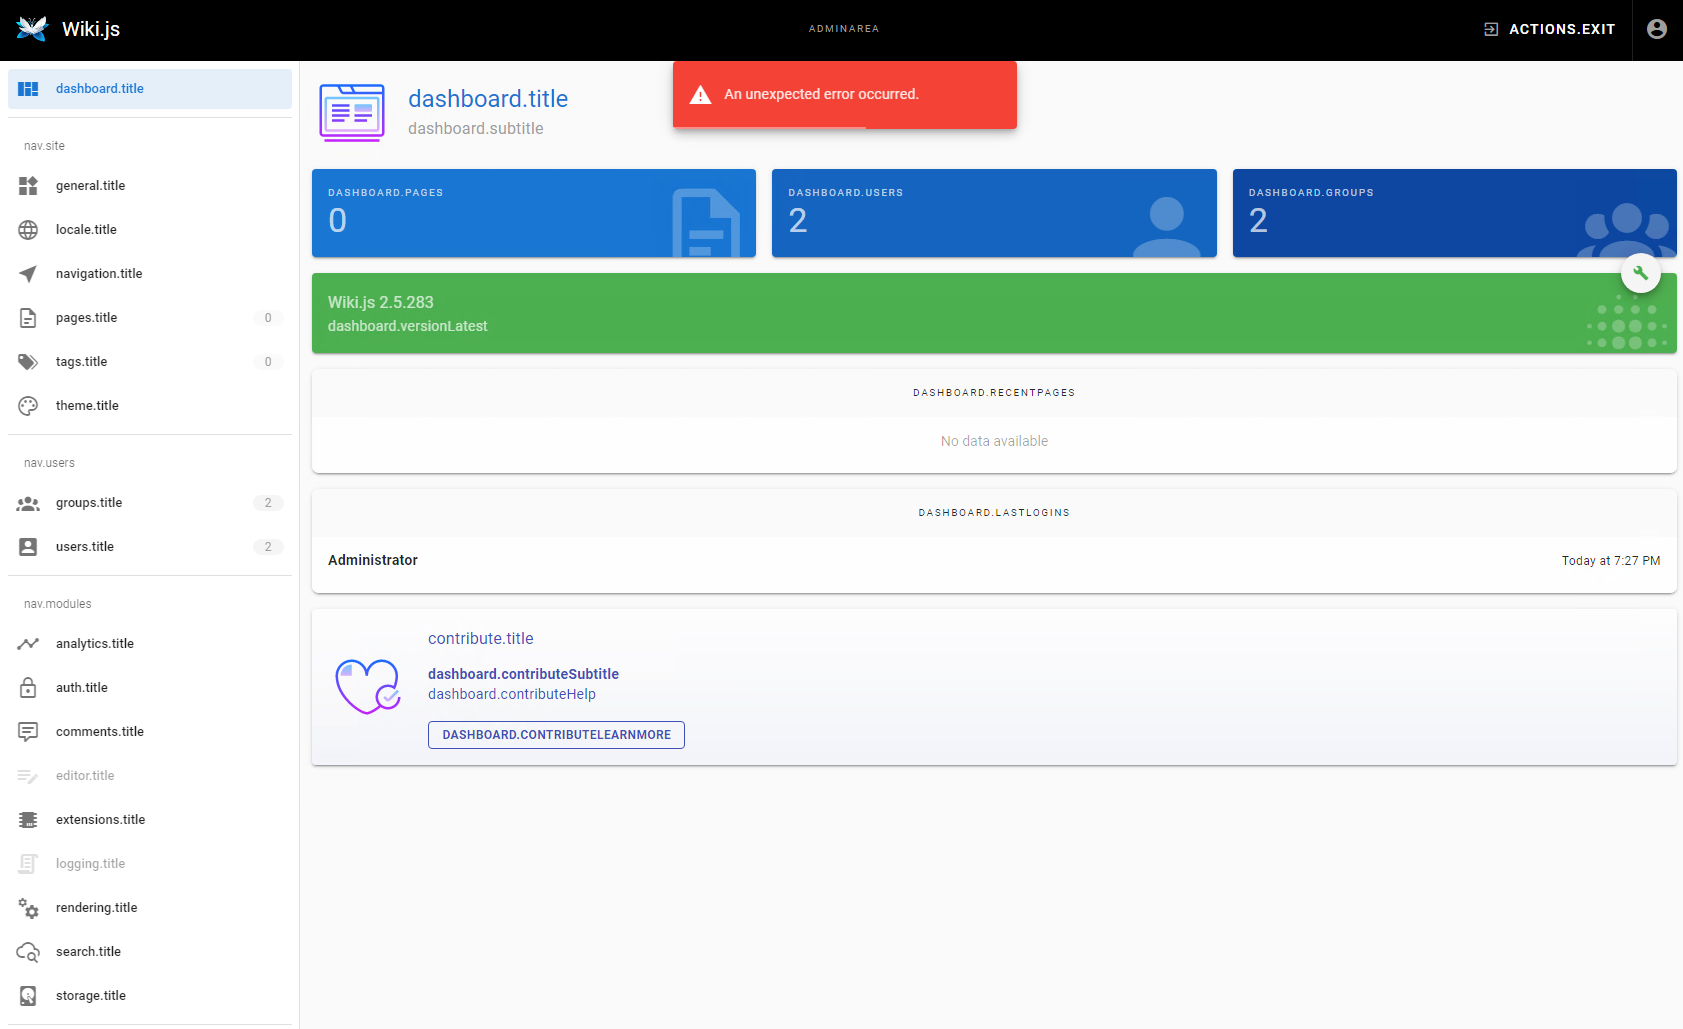 Wiki.js
ADMINAREA
ACTIONS.EXIT
dashboard.title
nav.site
general.title
locale.title
navigation.title
pages.title 0
tags.title 0
theme.title
nav.users
groups.title 2
users.title 2
nav.modules
analytics.title
auth.title
comments.title
editor.title
extensions.title
logging.title
rendering.title
search.title
storage.title
dashboard.title
dashboard.subtitle
An unexpected error occurred.
DASHBOARD.PAGES
0
DASHBOARD.USERS
2
DASHBOARD.GROUPS
2
Wiki.js 2.5.283
dashboard.versionLatest
DASHBOARD.RECENTPAGES
No data available
DASHBOARD.LASTLOGINS
Administrator Today at 7:27 PM
contribute.title
dashboard.contributeSubtitle
dashboard.contributeHelp
DASHBOARD.CONTRIBUTELEARNMORE